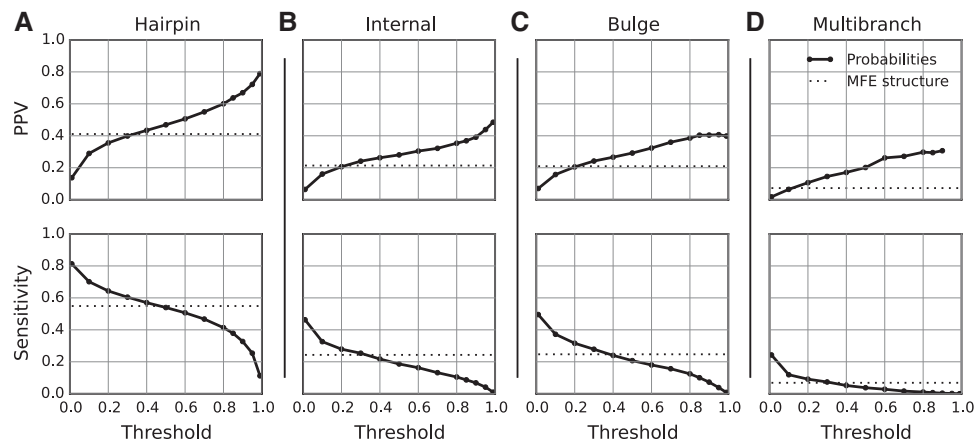 A Hairpin B Internal C Bulge D Multibranch
PPV
1.0
0.8
0.6
0.4
0.2
0.0
Probabilities
MFE structure
Sensitivity
1.0
0.8
0.6
0.4
0.2
0.0
0.0 0.2 0.4 0.6 0.8 1.0 0.0 0.2 0.4 0.6 0.8 1.0 0.0 0.2 0.4 0.6 0.8 1.0 0.0 0.2 0.4 0.6 0.8 1.0
Threshold Threshold Threshold Threshold